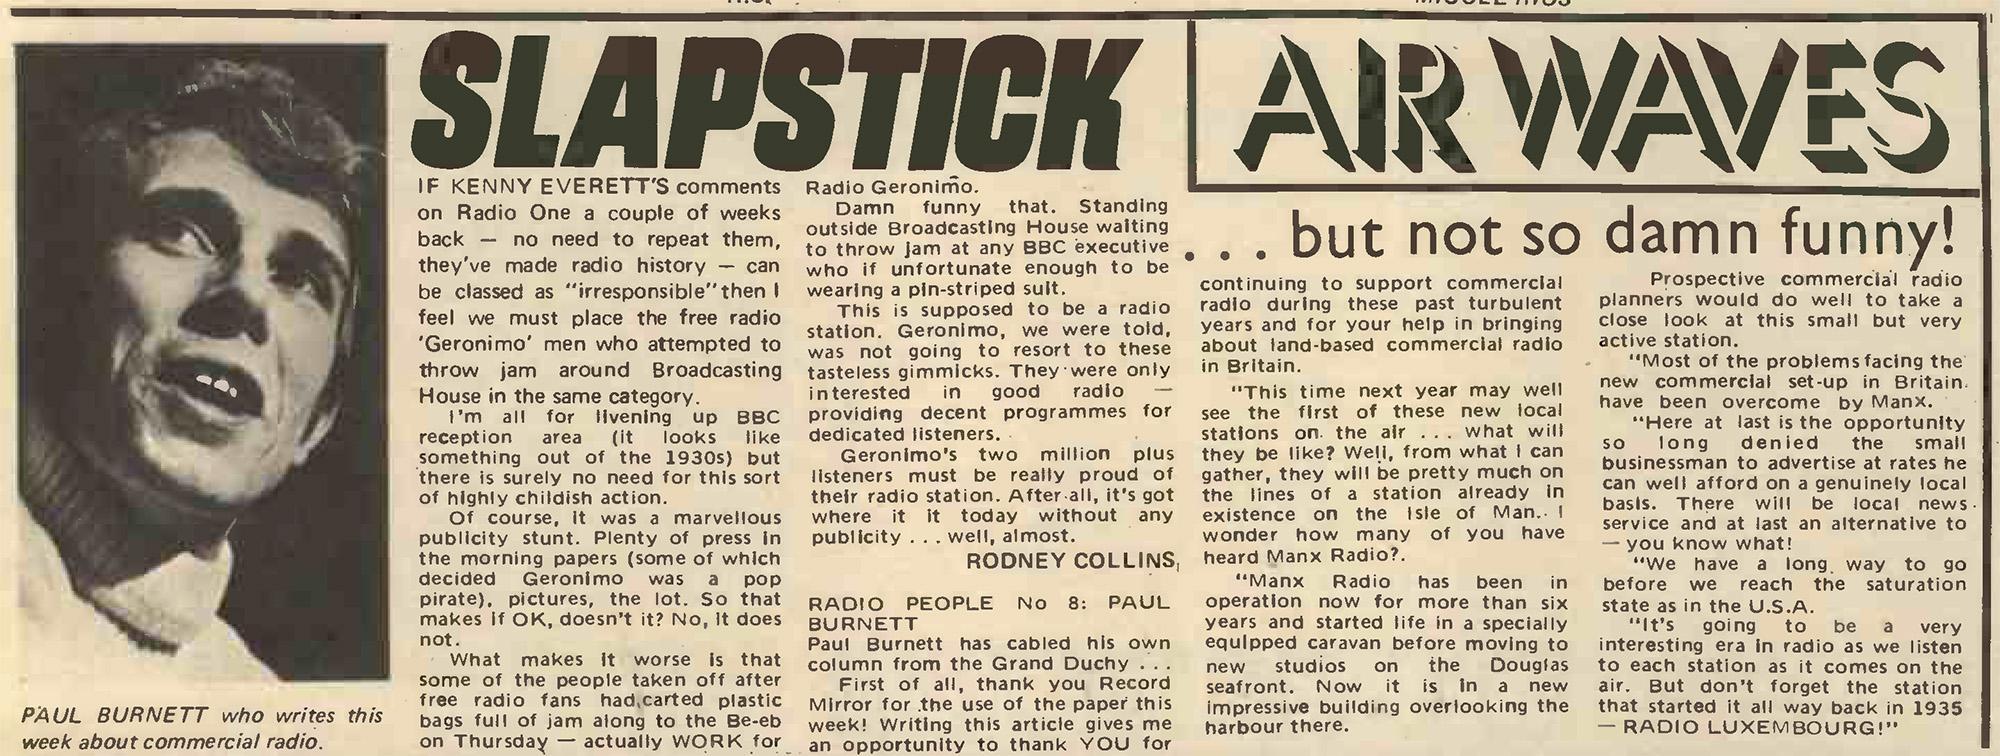 SLAPSTICK
AIR WAVES
. . . but not so damn funny!
PAUL BURNETT who writes this
week about commercial radio.
IF KENNY EVERETT'S comments
on Radio One a couple of weeks
back — no need to repeat them,
they've made radio history — can
be classed as "irresponsible" then I
feel we must place the free radio
'Geronimo' men who attempted to
throw jam around Broadcasting
House in the same category.
I'm all for livening up BBC
reception area (it looks like
something out of the 1930s) but
there is surely no need for this sort
of highly childish action.
Of course, it was a marvellous
publicity stunt. Plenty of press in
the morning papers (some of which
decided Geronimo was a pop
pirate), pictures, the lot. So that
makes if OK, doesn't it? No, it does
not.
What makes it worse is that
some of the people taken off after
free radio fans had carted plastic
bags full of jam along to the Be-eb
on Thursday — actually WORK for
Radio Geronimo.
Damn funny that. Standing
outside Broadcasting House waiting
to throw jam at any BBC executive
who if unfortunate enough to be
wearing a pin-striped suit.
This is supposed to be a radio
station. Geronimo, we were told,
was not going to resort to these
tasteless gimmicks. They were only
interested in good radio —
providing decent programmes for
dedicated listeners.
Geronimo's two million plus
listeners must be really proud of
their radio station. After all, it's got
where it it today without any
publicity . . . well, almost.
RODNEY COLLINS,
RADIO PEOPLE No 8: PAUL
BURNETT
Paul Burnett has cabled his own
column from the Grand Duchy . . .
First of all, thank you Record
Mirror for the use of the paper this
week! Writing this article gives me
an opportunity to thank YOU for
continuing to support commercial
radio during these past turbulent
years and for your help in bringing
about land-based commercial radio
in Britain.
"This time next year may well
see the first of these new local
stations on the air . . . what will
they be like? Well, from what I can
gather, they will be pretty much on
the lines of a station already in
existence on the Isle of Man. I
wonder how many of you have
heard Manx Radio?.
"Manx Radio has been in
operation now for more than six
years and started life in a specially
equipped caravan before moving to
new studios on the Douglas
seafront. Now it is in a new
impressive building overlooking the
harbour there.
Prospective commercial radio
planners would do well to take a
close look at this small but very
active station.
"Most of the problems facing the
new commercial set-up in Britain
have been overcome by Manx.
"Here at last is the opportunity
so long denied the small
businessman to advertise at rates he
can well afford on a genuinely local
basis. There will be local news
service and at last an alternative to
— you know what!
"We have a long way to go
before we reach the saturation
state as in the U.S.A.
"It's going to be a very
interesting era in radio as we listen
to each station as it comes on the
air. But don't forget the station
that started it all way back in 1935
— RADIO LUXEMBOURG!"